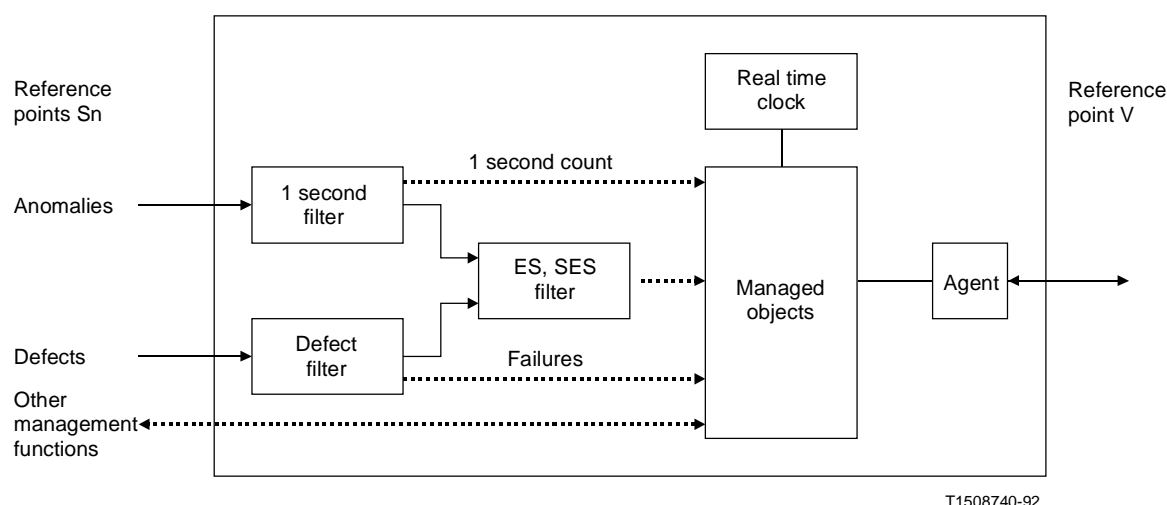 Reference
points Sn
Real time
clock
Reference
point V
1 second count
Anomalies
1 second
filter
ES, SES
filter
Managed
objects
Agent
Defects
Defect
filter
Failures
Other
management
functions
T1508740-92